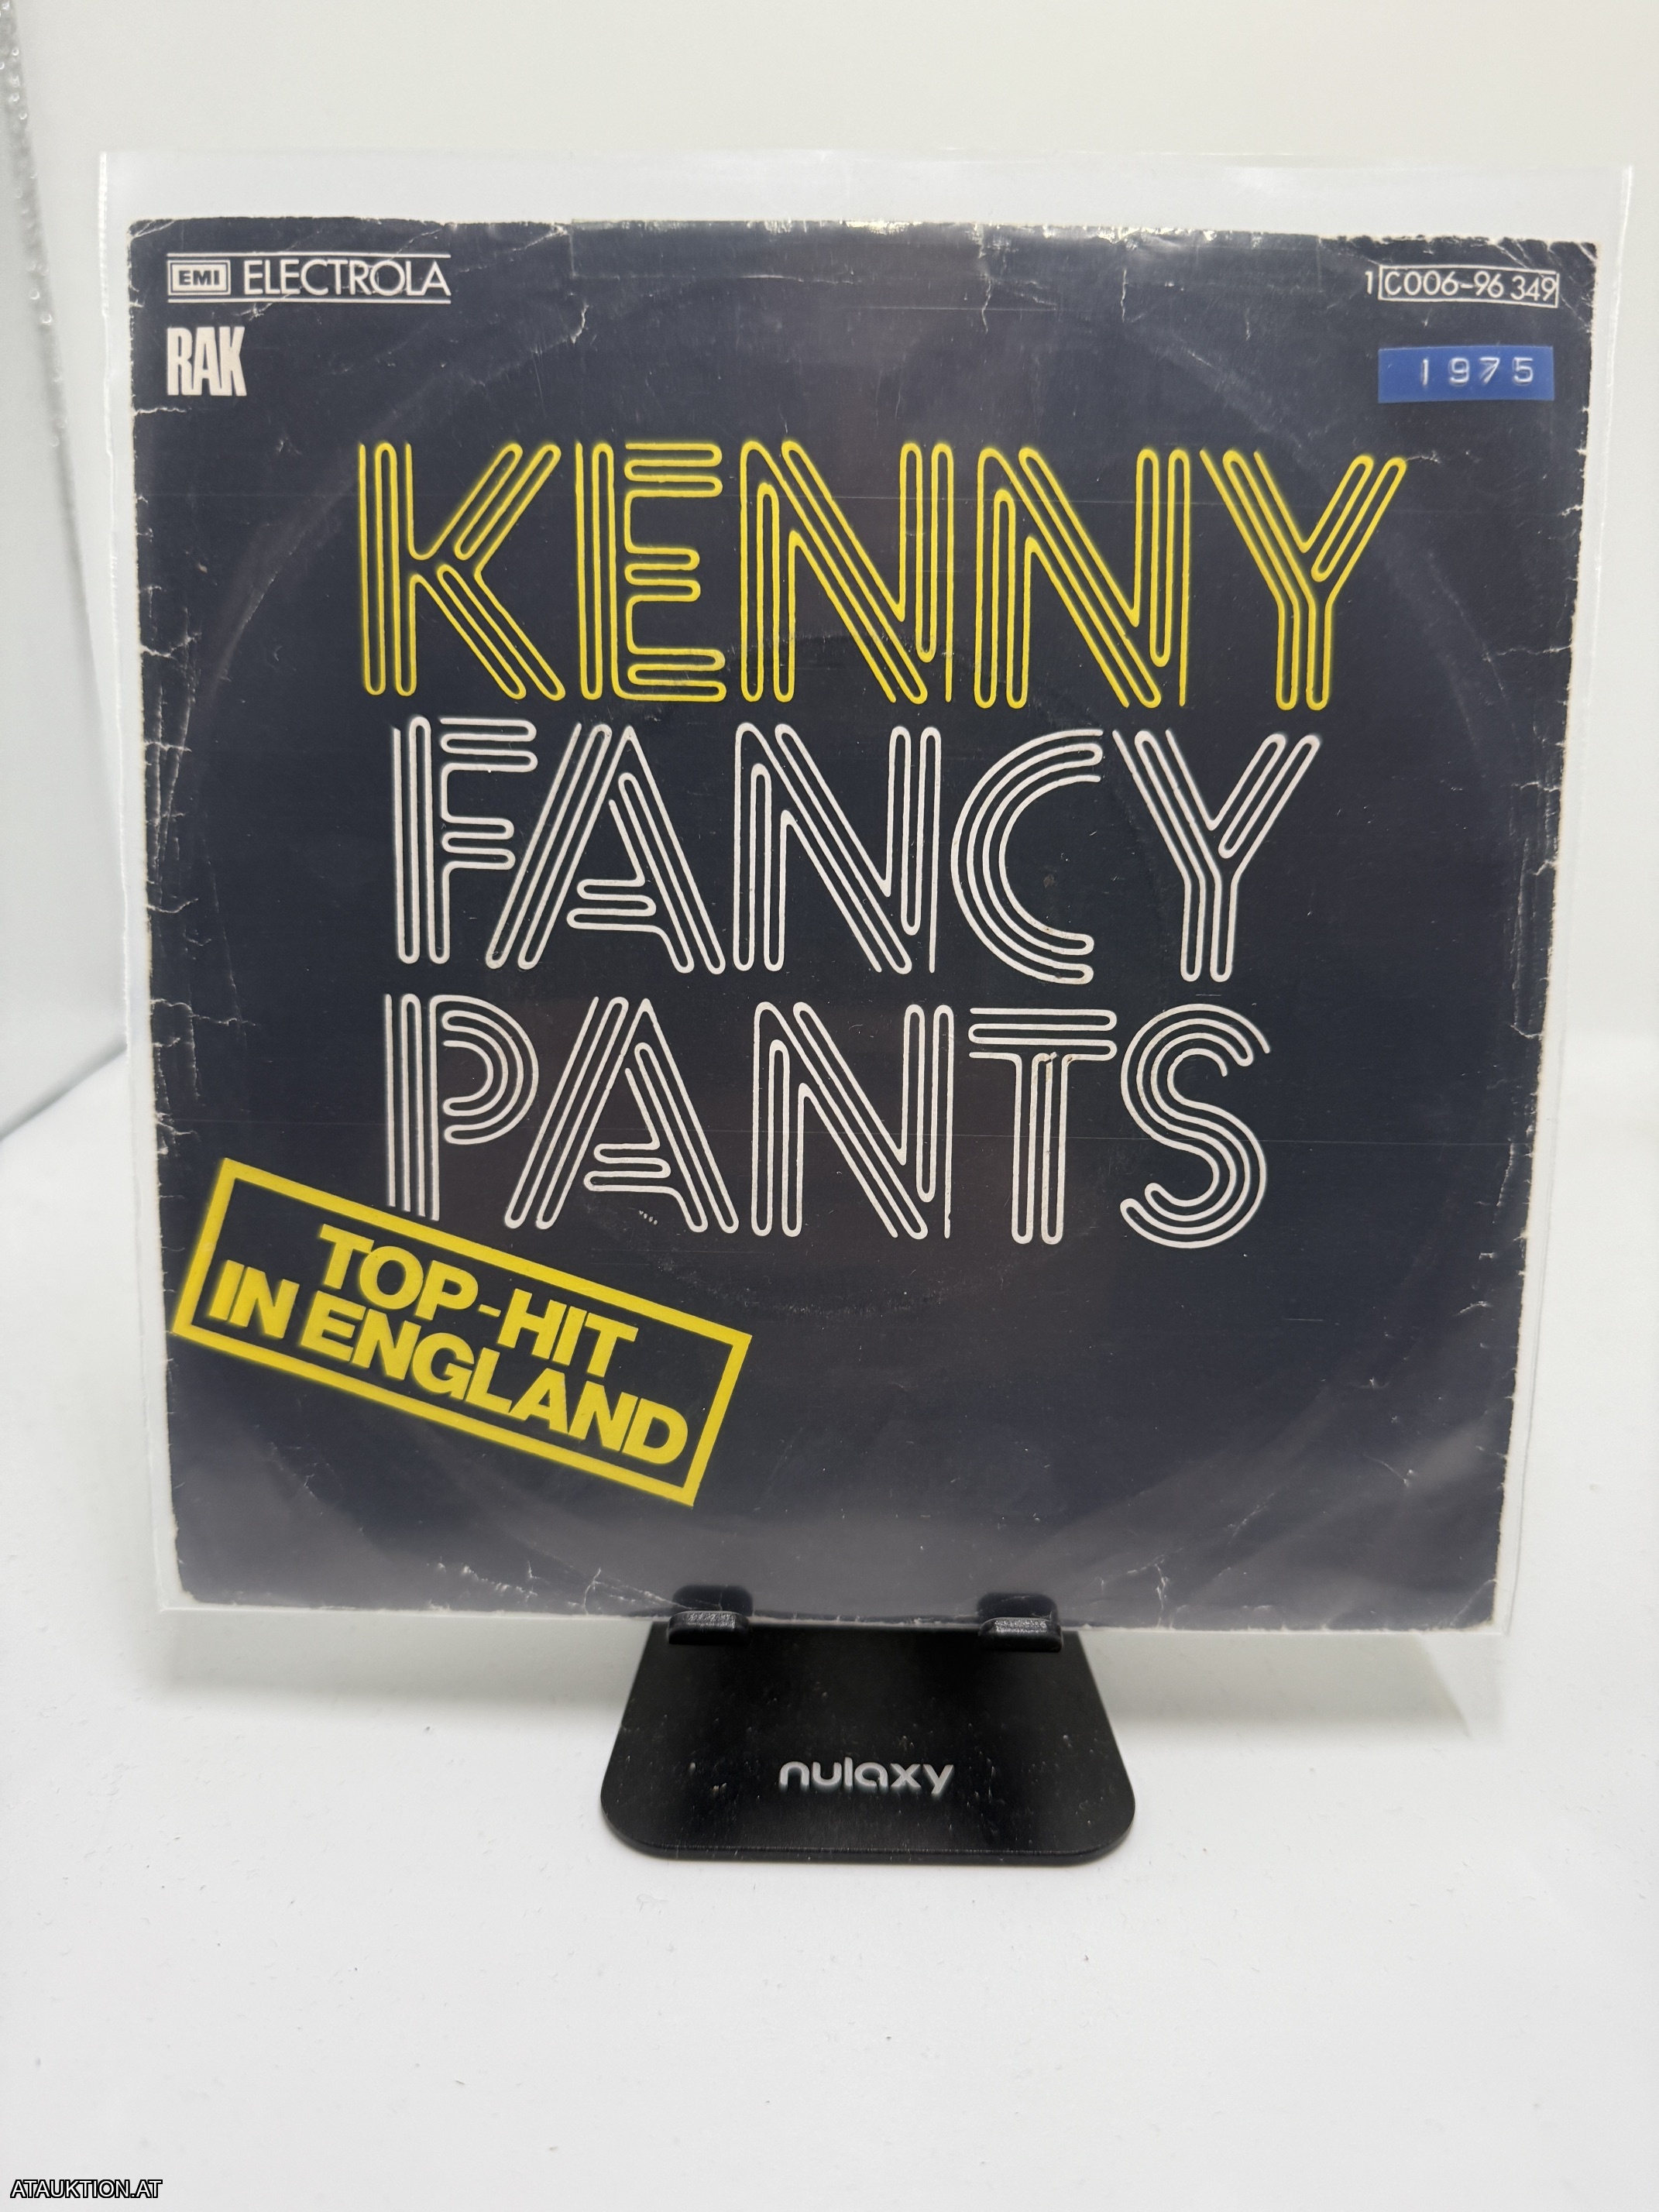 EMI ELECTROLA
1C006-96 349
RAK
1975
KENNY
FANCY
PANTS
TOP-HIT
IN ENGLAND
nulaxy
ATAUKTION.AT